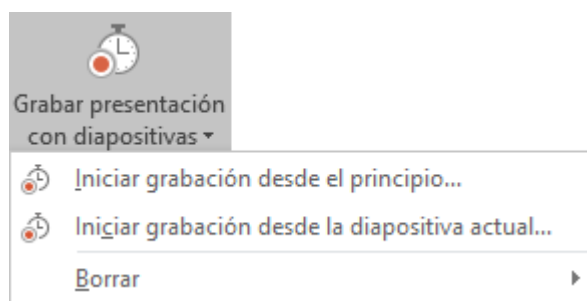 Grabar presentación
con diapositivas
Iniciar grabación desde el principio...
Iniciar grabación desde la diapositiva actual...
Borrar